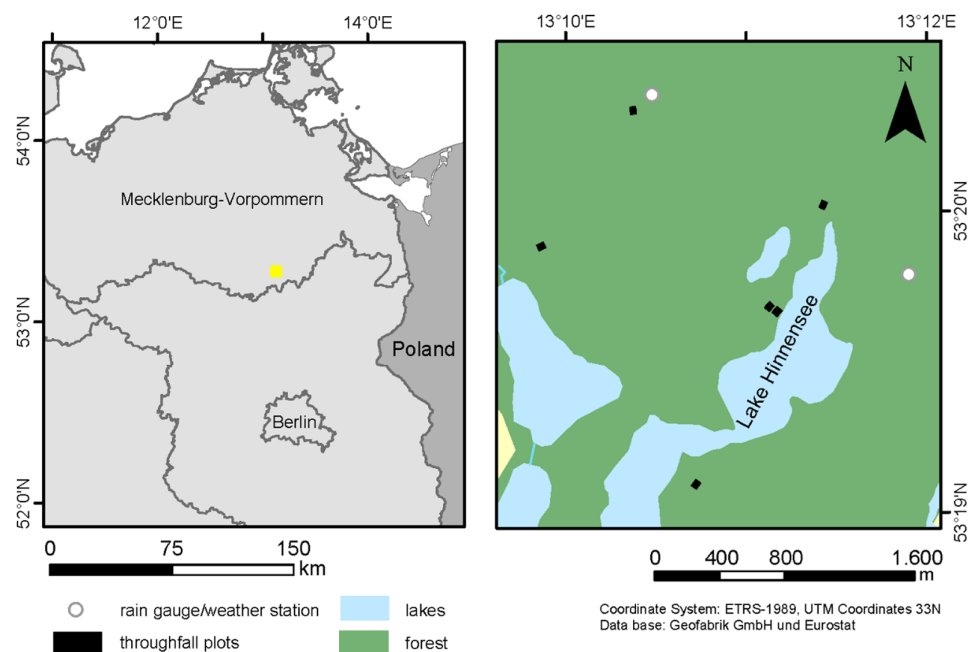 12°0'E
14°0'E
54°0'N
53°0'N
52°0'N
Mecklenburg-Vorpommern
Poland
Berlin
0
75
150
km
13°10'E
13°12'E
N
53°20'N
53°19'N
Lake Hinnensee
0
400
800
1.600
m
rain gauge/weather station
throughfall plots
lakes
forest
Coordinate System: ETRS-1989, UTM Coordinates 33N
Data base: Geofabrik GmbH und Eurostat